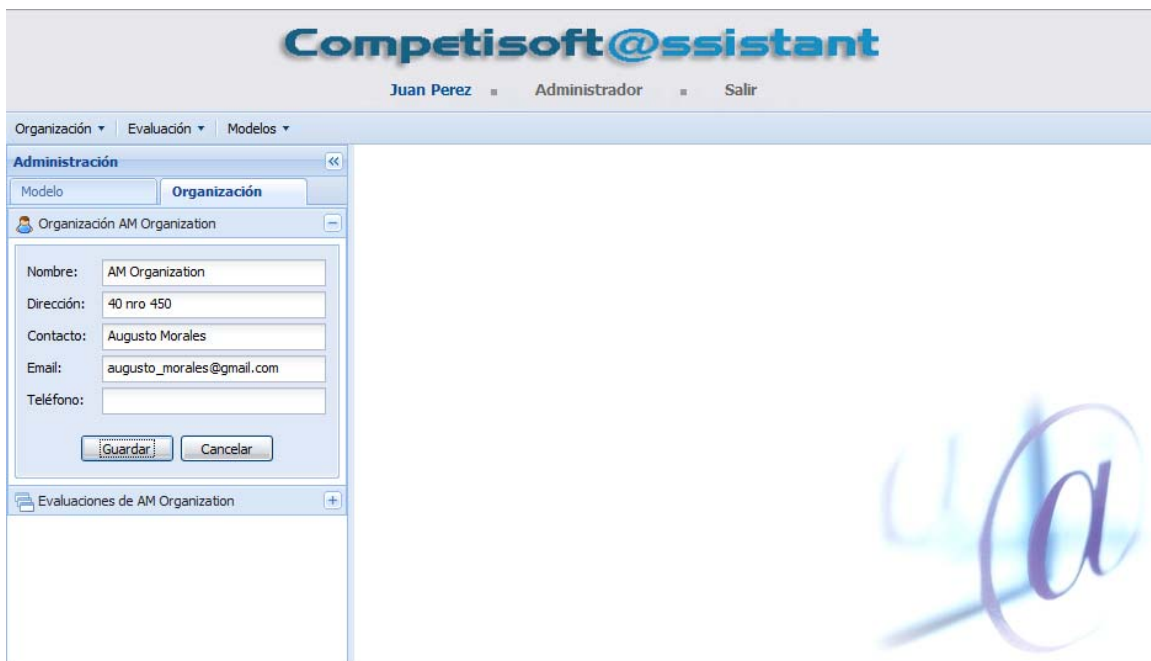 Competisoft@ssistant
Juan Perez Administrador Salir
Organización Evaluación Modelos
Administración
Modelo Organización
Organización AM Organization
Nombre: AM Organization
Dirección: 40 nro 450
Contacto: Augusto Morales
Email: augusto_morales@gmail.com
Teléfono:
Guardar Cancelar
Evaluaciones de AM Organization
@